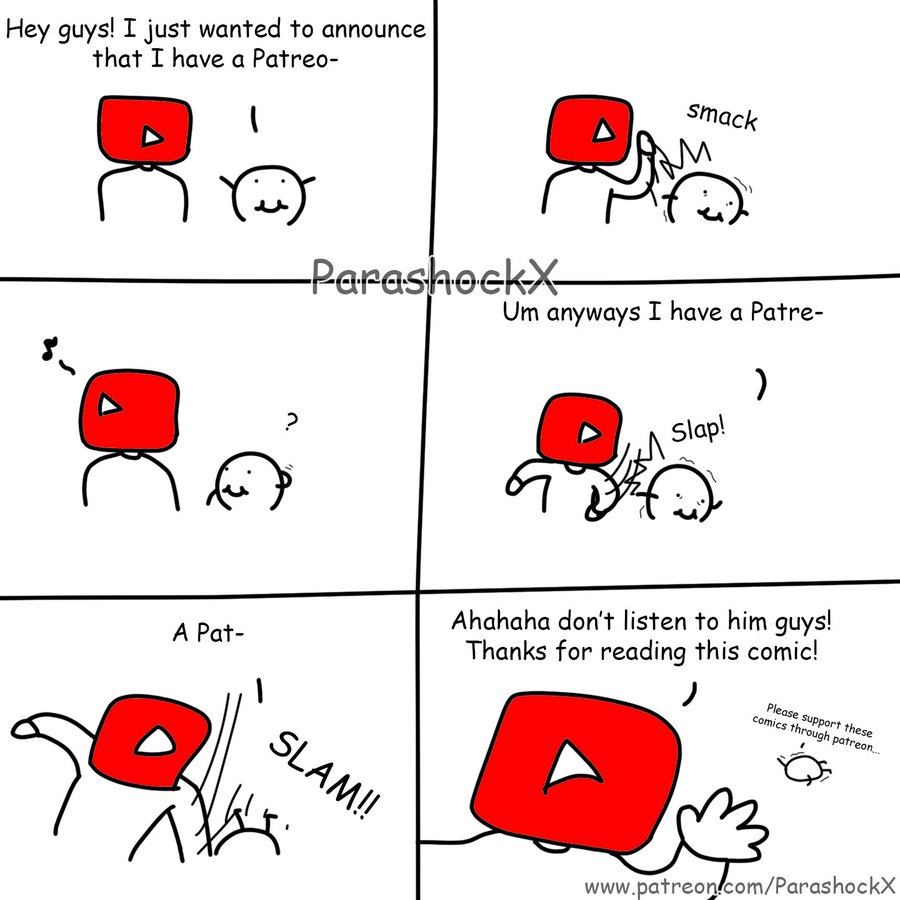 Hey guys! I just wanted to announce
that I have a Patreo-
smack
ParashockX
?
Um anyways I have a Patre-
Slap!
A Pat-
SLAM!!
Ahahaha don't listen to him guys!
Thanks for reading this comic!
Please support these
comics through patreon...
www.patreon.com/ParashockX